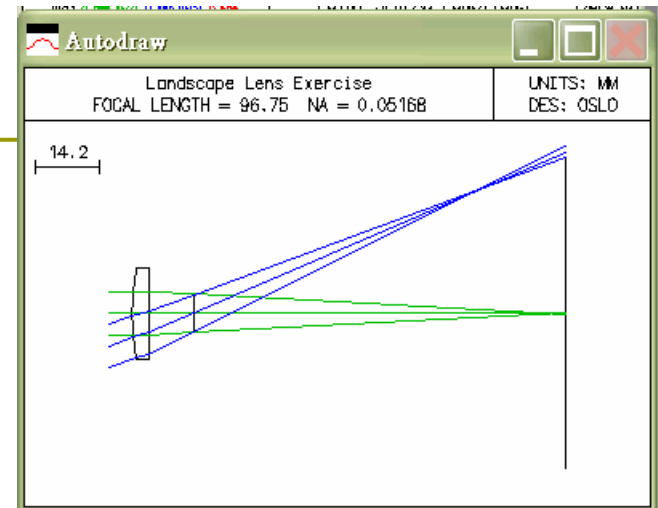 Autodraw
Landscape Lens Exercise
FOCAL LENGTH = 96.75 NA = 0.05168
UNITS: MM
DES: OSLO
14.2